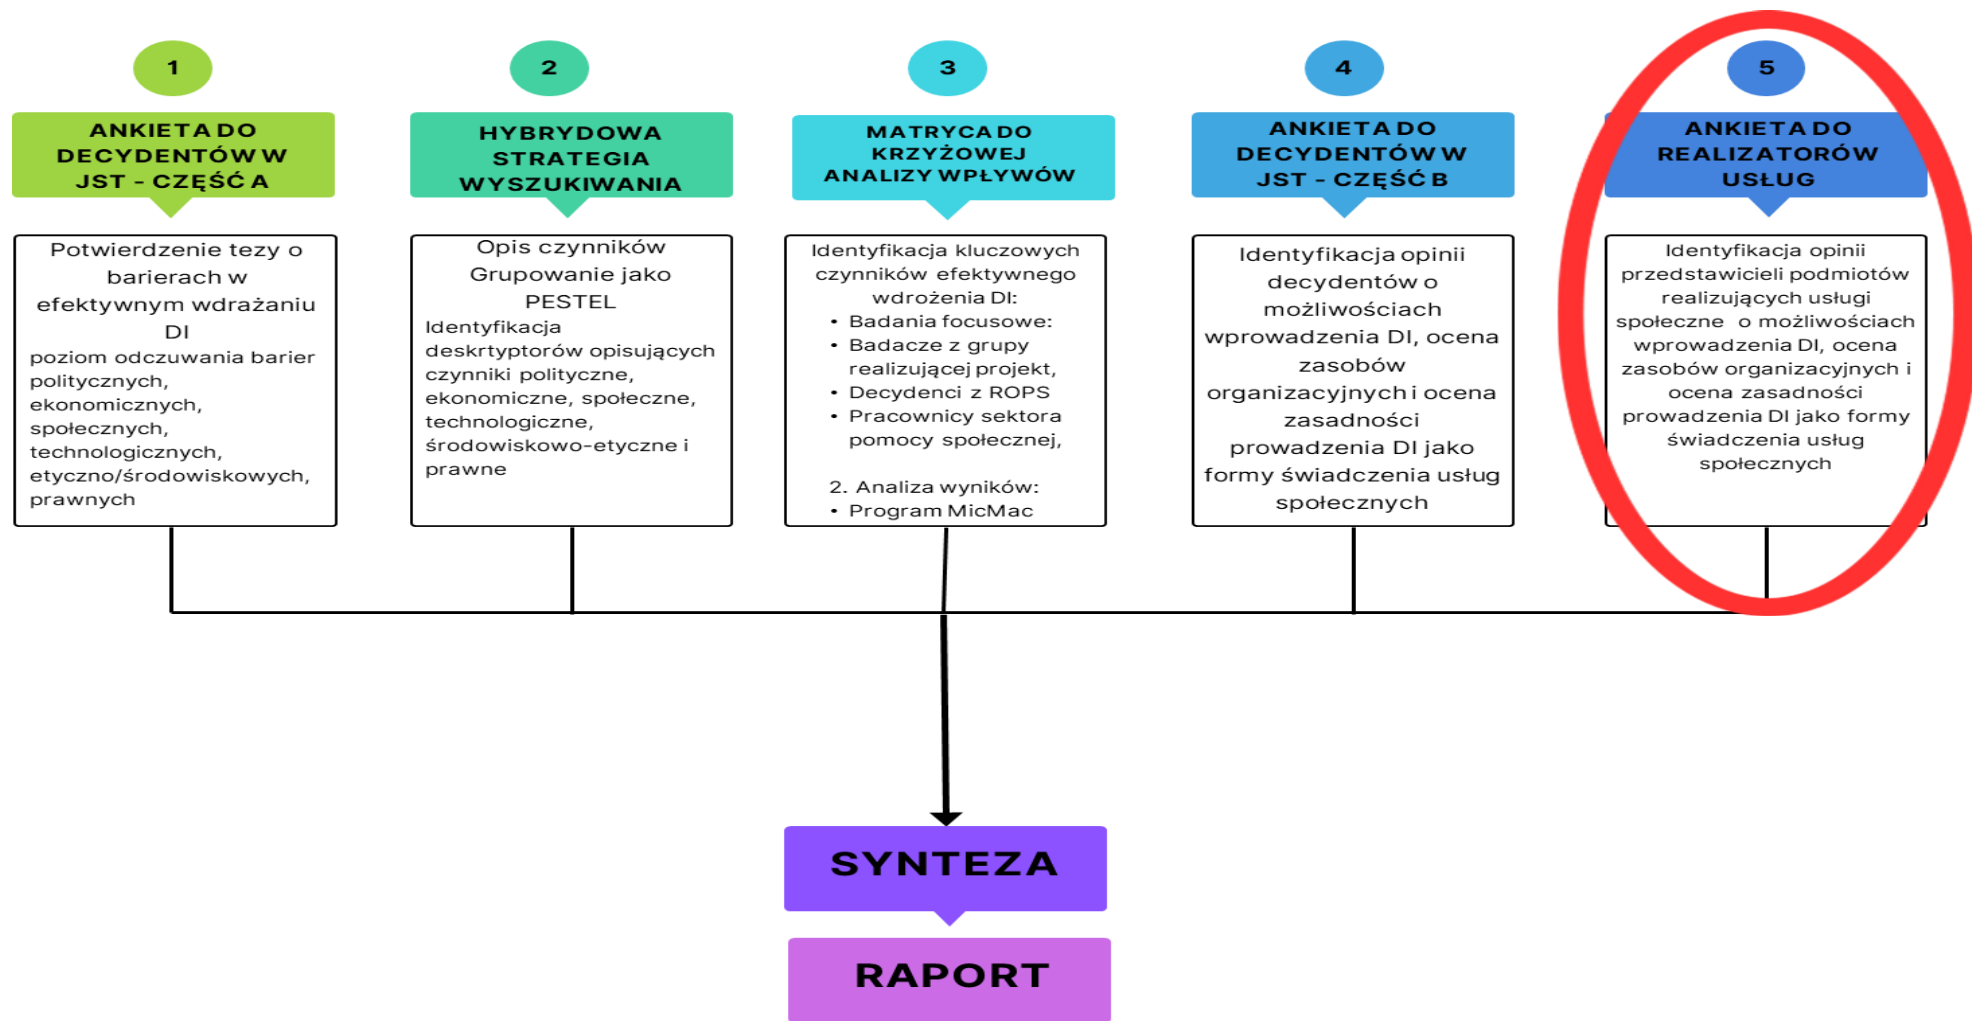 1
ANKIETA DO
DECYDENTÓW W
JST - CZĘŚĆ A
Potwierdzenie tezy o
barierach w
efektywnym wdrażaniu
DI
poziom odczuwania barier
politycznych,
ekonomicznych,
społecznych,
technologicznych,
etyczno/środowiskowych,
prawnych
2
HYBRYDOWA
STRATEGIA
WYSZUKIWANIA
Opis czynników
Grupowanie jako
PESTEL
Identyfikacja
deskrtyptorów opisujących
czynniki polityczne,
ekonomiczne, społeczne,
technologiczne,
środowiskowo-etyczne i
prawne
3
MATRYCA DO
KRZYŻOWEJ
ANALIZY WPŁYWÓW
Identyfikacja kluczowych
czynników efektywnego
wdrożenia DI:
• Badania focusowe:
• Badacze z grupy
realizującej projekt,
• Decydenci z ROPS
• Pracownicy sektora
pomocy społecznej,
2. Analiza wyników:
• Program MicMac
4
ANKIETA DO
DECYDENTÓW W
JST - CZĘŚĆ B
Identyfikacja opinii
decydentów o
możliwościach
wprowadzenia DI, ocena
zasobów
organizacyjnych i ocena
zasadności
prowadzenia DI jako
formy świadczenia usług
społecznych
5
ANKIETA DO
REALIZATORÓW
USŁUG
Identyfikacja opinii
przedstawicieli podmiotów
realizujących usługi
społeczne o możliwościach
wprowadzenia DI, ocena
zasobów organizacyjnych i
ocena zasadności
prowadzenia DI jako formy
świadczenia usług
społecznych
SYNTEZA
RAPORT